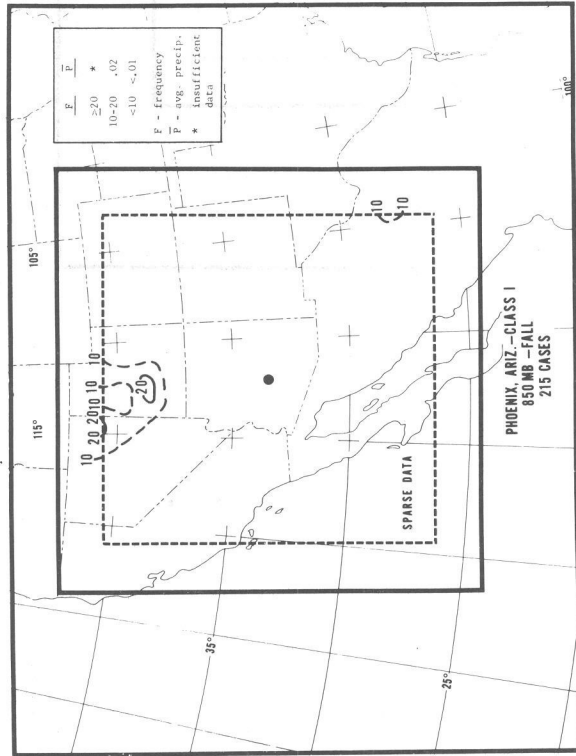 F P
≥20 *
10-20 .02
<10 <.01
F - frequency
P - avg. precip.
* insufficient
data
105°
100°
115°
10
20
20
10
10
10
20
10
10
SPARSE DATA
35°
25°
PHOENIX, ARIZ.–CLASS I
850 MB –FALL
215 CASES